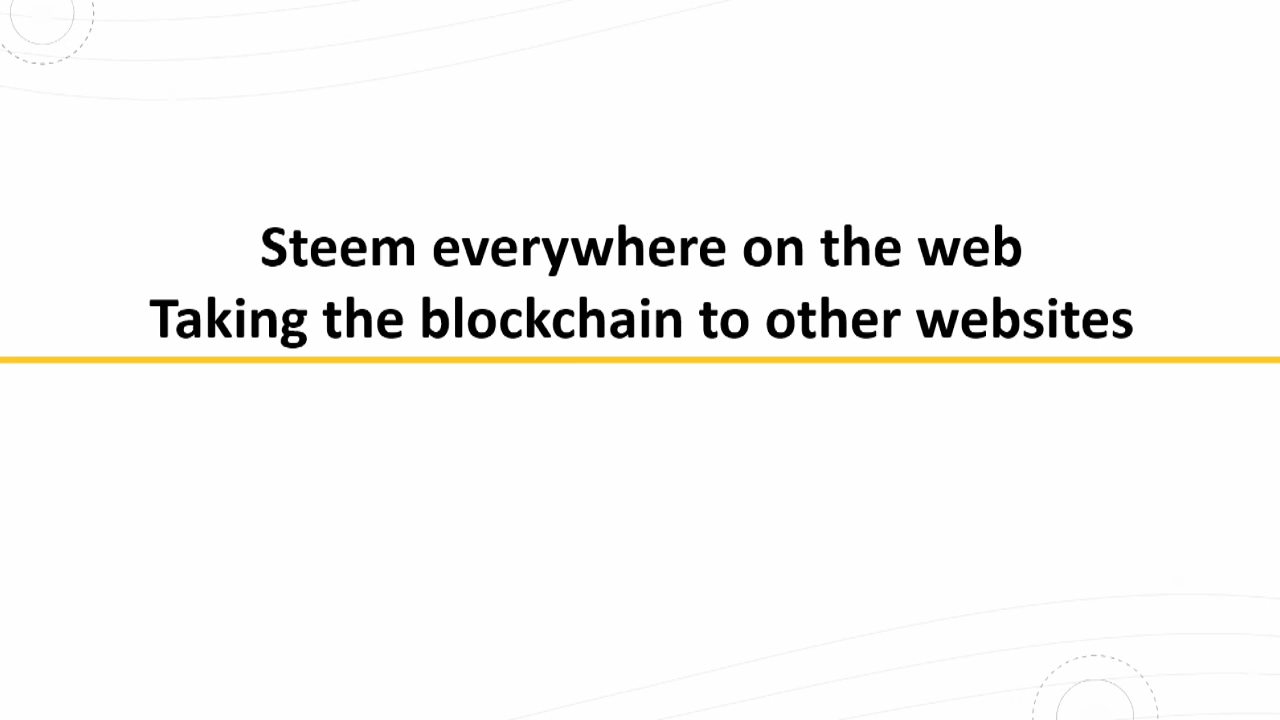 Steem everywhere on the web
Taking the blockchain to other websites